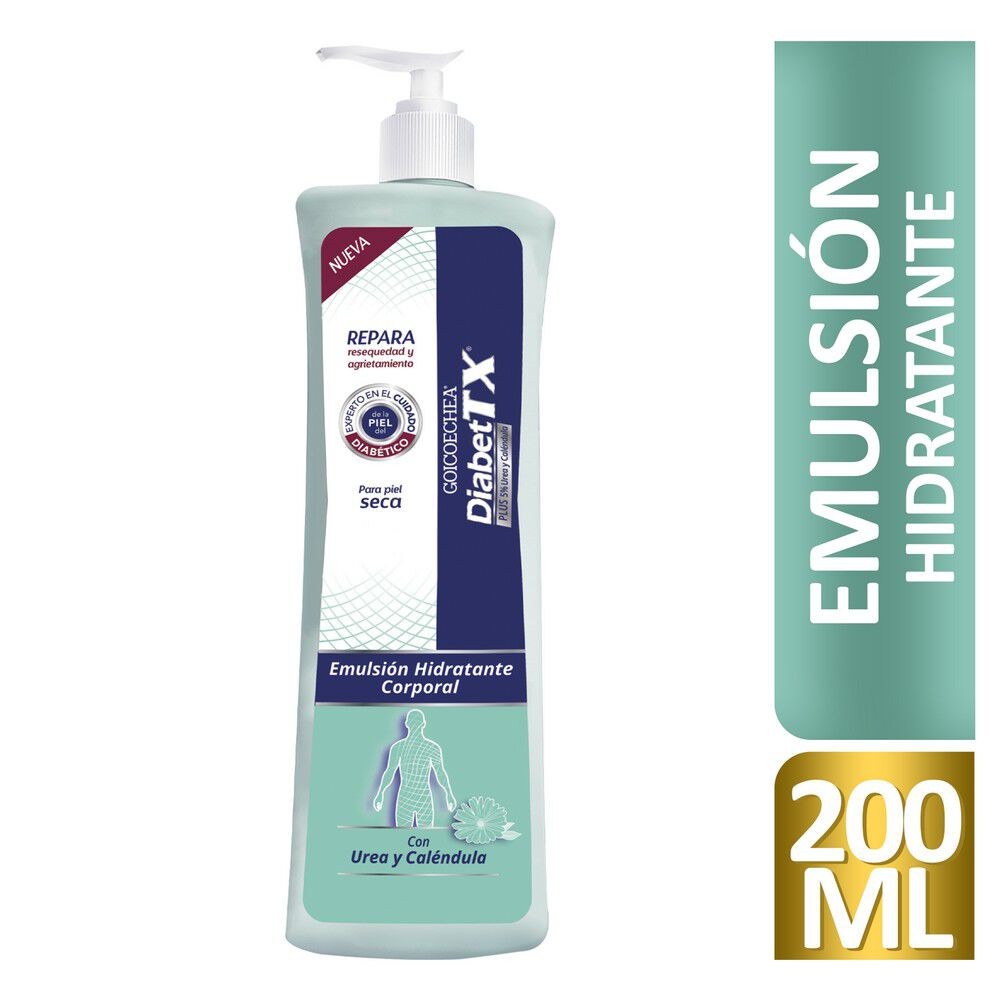 NUEVA
REPARA
resequedad y
agrietamiento
EXPERTO EN EL CUIDADO
de la
PIEL
del
DIABÉTICO
Para piel
seca
GOICOECHEA®
DiabetTX®
PLUS 5% Urea y Caléndula
Emulsión Hidratante
Corporal
Con
Urea y Caléndula
EMULSIÓN
HIDRATANTE
200
ML